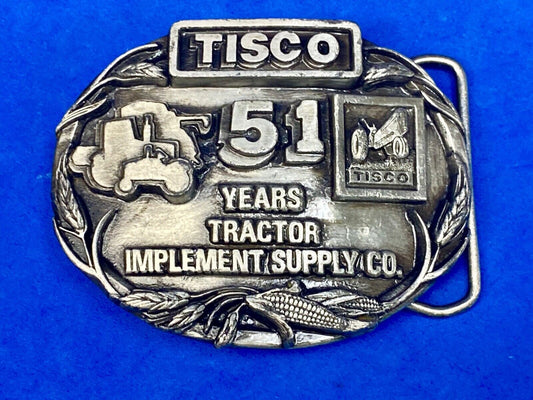 TISCO
51
TISCO
YEARS
TRACTOR
IMPLEMENT SUPPLY CO.